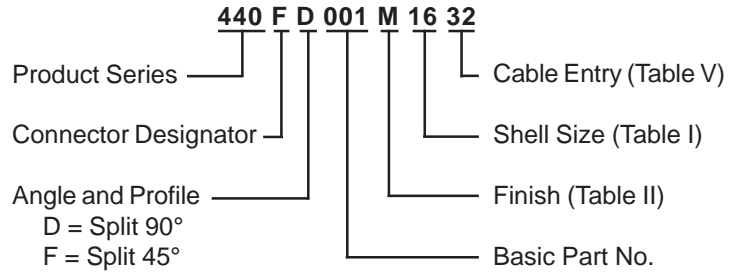 440 F D 001 M 16 32
Product Series
Cable Entry (Table V)
Connector Designator
Shell Size (Table I)
Angle and Profile
D = Split 90°
F = Split 45°
Finish (Table II)
Basic Part No.